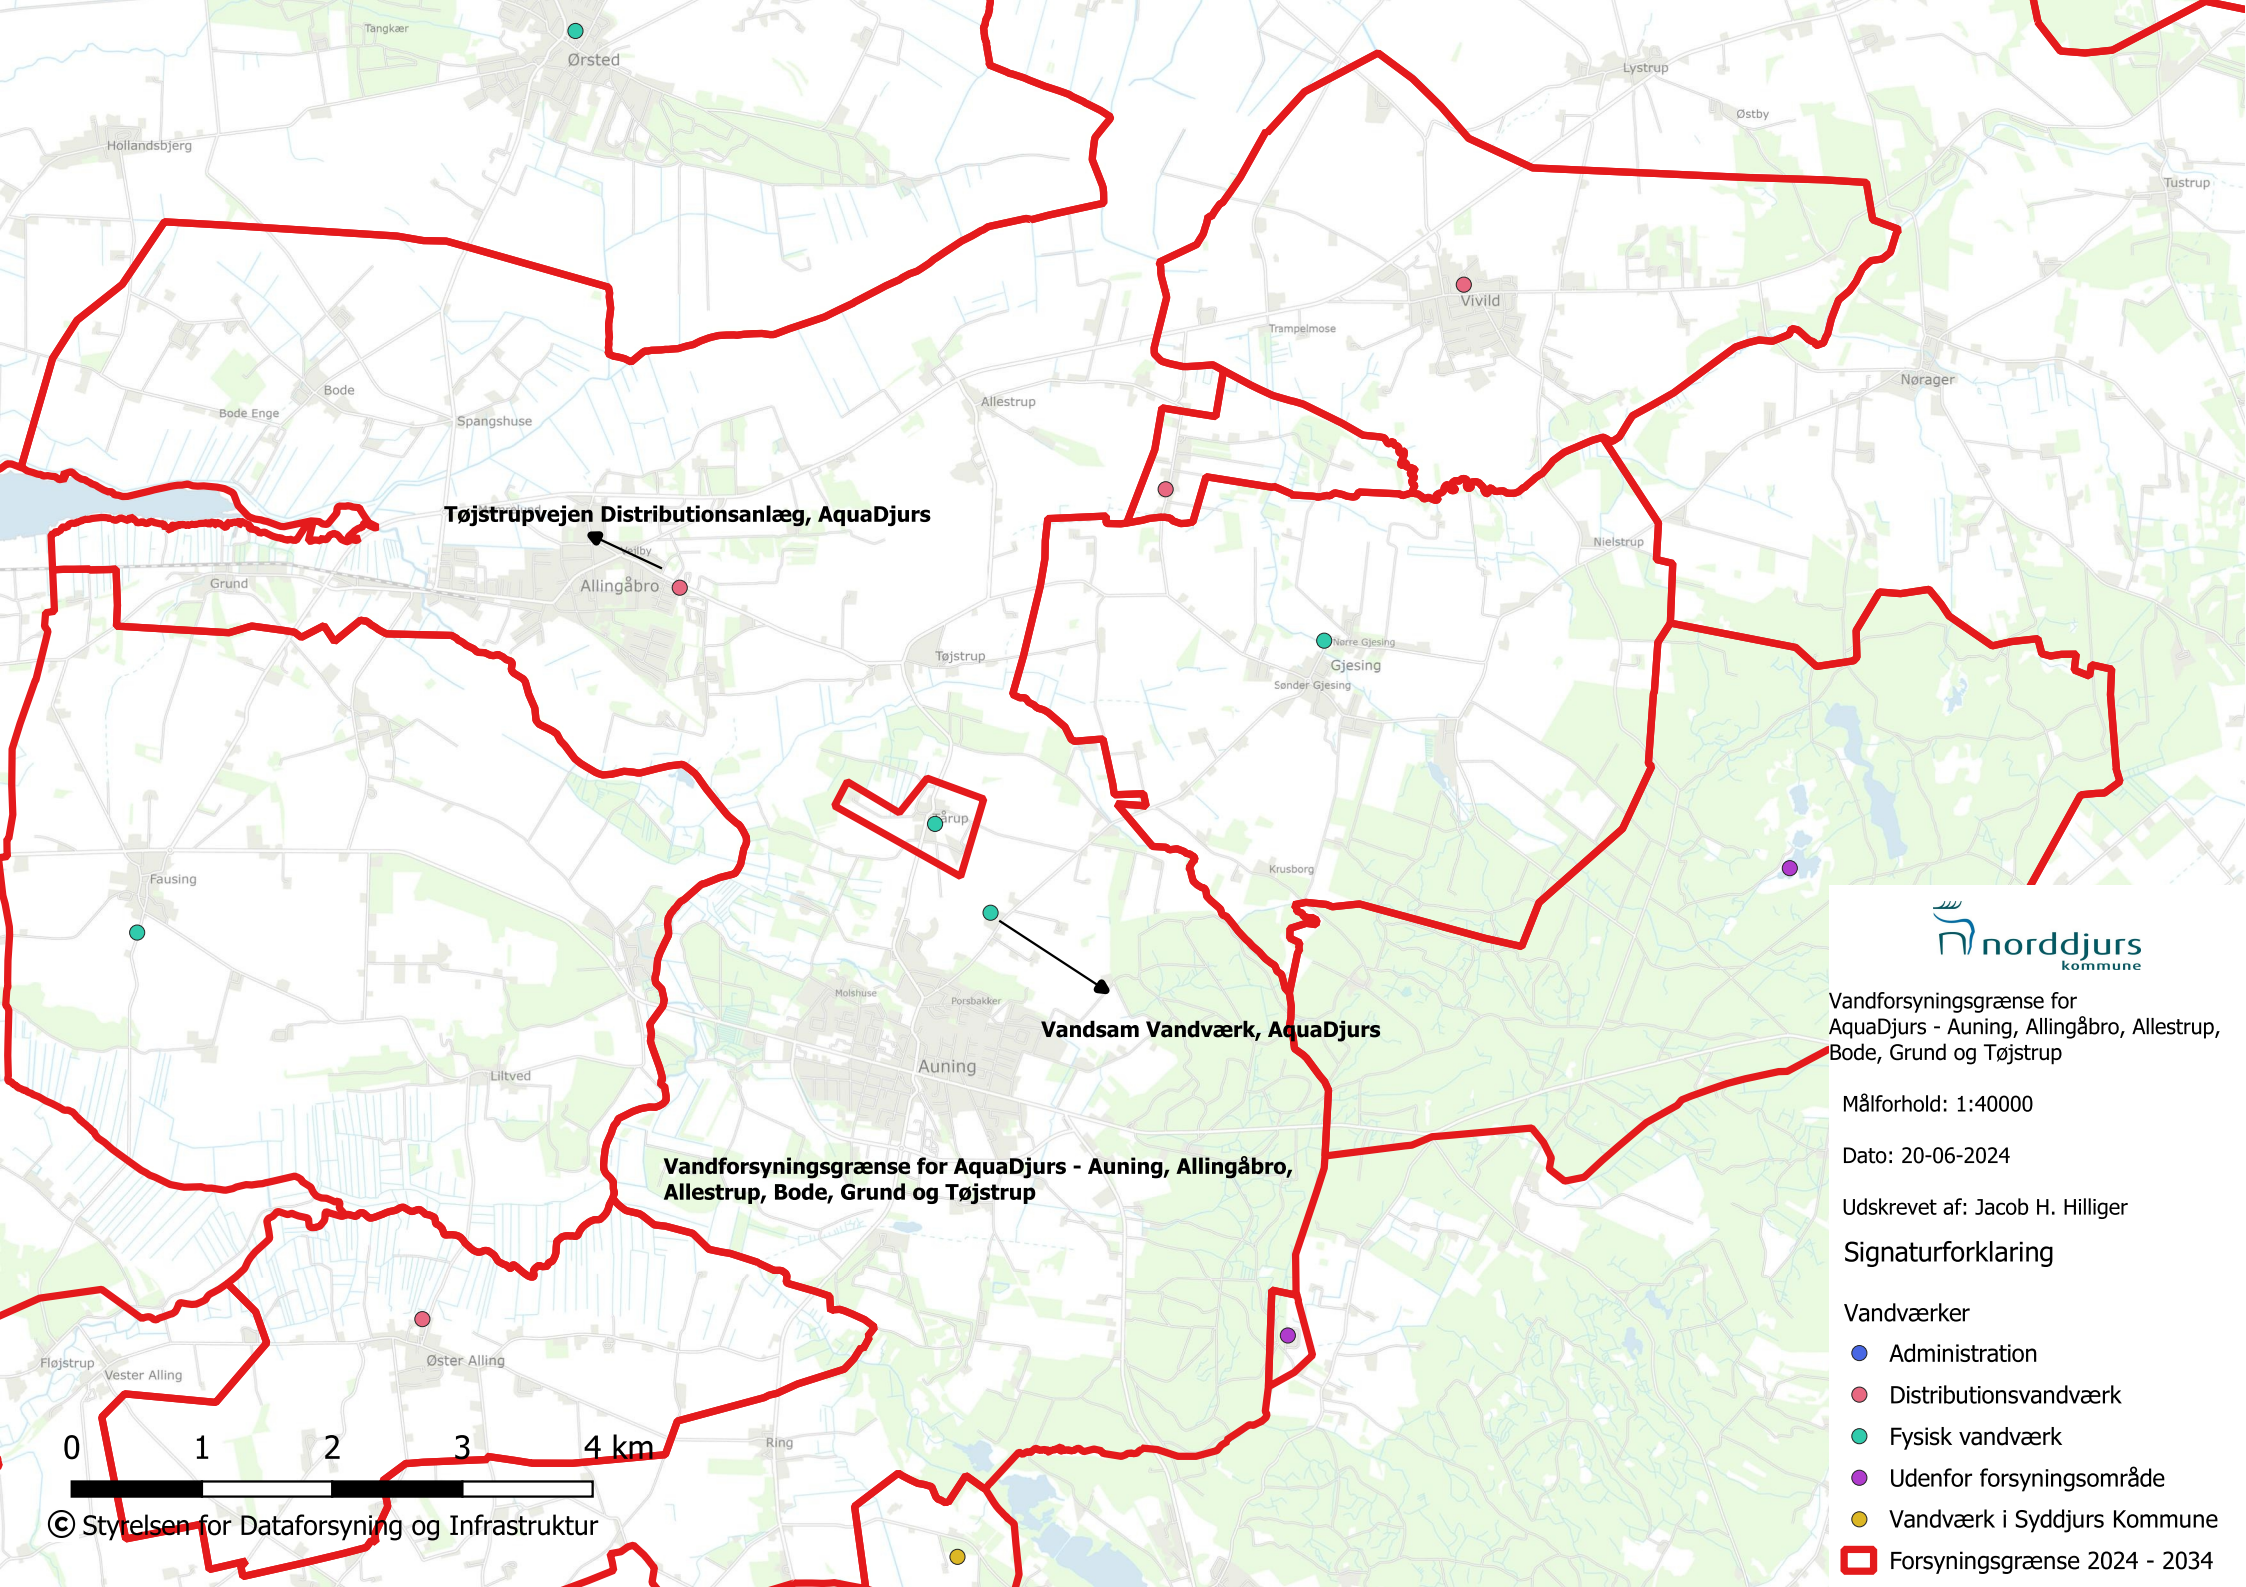 Tangkær
Ørsted
Lystrup
Østby
Hollandsbjerg
Tustrup
Vivild
Trampelmose
Nørager
Bode
Allestrup
Bode Enge
Spangshuse
Tøjstrupvejen Distributionsanlæg, AquaDjurs
Nielstrup
Grund
Allingåbro
Nørre Gjesing
Tøjstrup
Gjesing
Sønder Gjesing
Tårup
Krusborg
Fausing
norddjurs
kommune
Molshuse
Porsbakker
Vandforsyningsgrænse for
AquaDjurs - Auning, Allingåbro, Allestrup,
Bode, Grund og Tøjstrup
Vandsam Vandværk, AquaDjurs
Auning
Liltved
Målforhold: 1:40000
Dato: 20-06-2024
Vandforsyningsgrænse for AquaDjurs - Auning, Allingåbro,
Allestrup, Bode, Grund og Tøjstrup
Udskrevet af: Jacob H. Hilliger
Signaturforklaring
Vandværker
Administration
Fløjstrup
Vester Alling
Øster Alling
Distributionsvandværk
Ring
Fysisk vandværk
0 1 2 3 4 km
Udenfor forsyningsområde
© Styrelsen for Dataforsyning og Infrastruktur
Vandværk i Syddjurs Kommune
Forsyningsgrænse 2024 - 2034